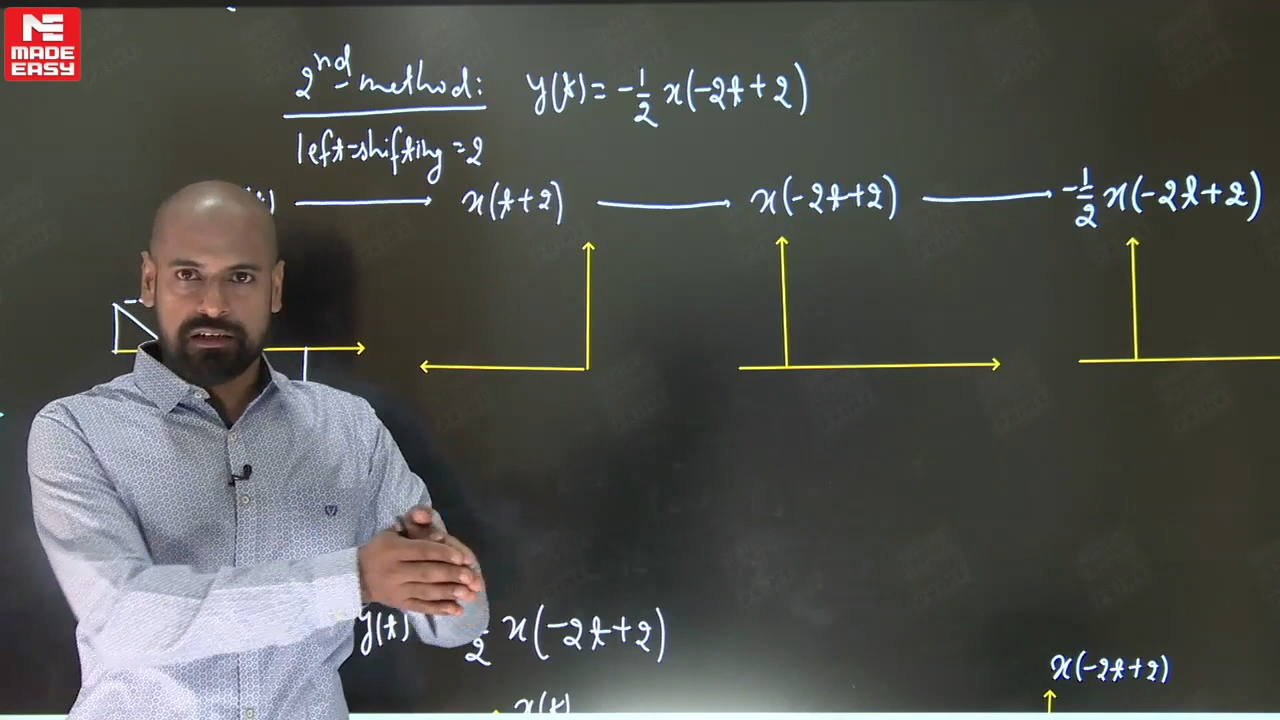 MADE
EASY
2nd method: y(t) = -1/2 x(-2t+2)
left-shifting = 2
x(t+2) x(-2t+2) -1/2 x(-2t+2)
y(t) 2 x(-2t+2)
x(-2t+2)
x(t)